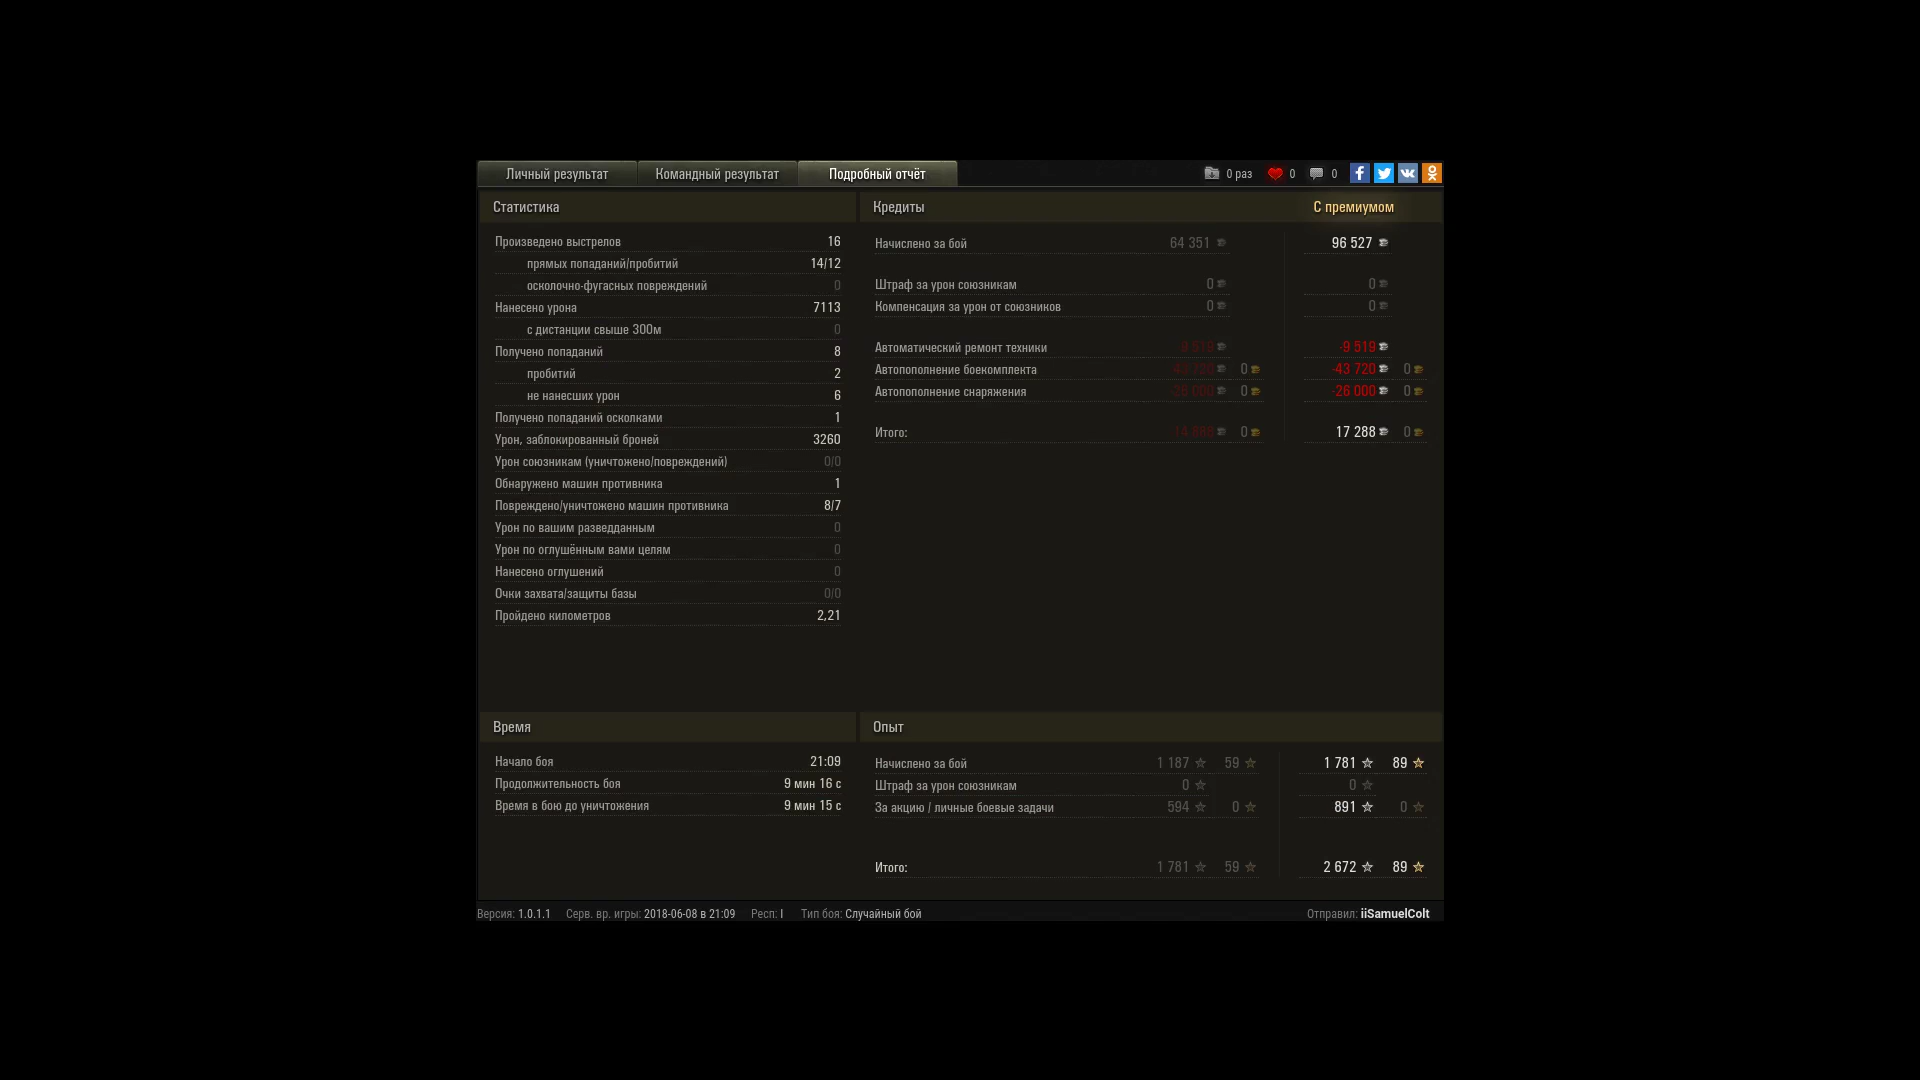 Личный результат Командный результат Подробный отчёт 0 раз 0 0
Статистика
Произведено выстрелов 16
прямых попаданий/пробитий 14/12
осколочно-фугасных повреждений 0
Нанесено урона 7113
с дистанции свыше 300м 0
Получено попаданий 8
пробитий 2
не нанесших урон 6
Получено попаданий осколками 1
Урон, заблокированный броней 3260
Урон союзникам (уничтожено/повреждений) 0/0
Обнаружено машин противника 1
Повреждено/уничтожено машин противника 8/7
Урон по вашим разведданным 0
Урон по оглушённым вами целям 0
Нанесено оглушений 0
Очки захвата/защиты базы 0/0
Пройдено километров 2,21
Кредиты С премиумом
Начислено за бой 64 351 96 527
Штраф за урон союзникам 0 0
Компенсация за урон от союзников 0 0
Автоматический ремонт техники -9 519 -9 519
Автопополнение боекомплекта -43 720 0 -43 720 0
Автопополнение снаряжения -26 000 0 -26 000 0
Итого: -14 888 0 17 288 0
Время
Начало боя 21:09
Продолжительность боя 9 мин 16 с
Время в бою до уничтожения 9 мин 15 с
Опыт
Начислено за бой 1 187 59 1 781 89
Штраф за урон союзникам 0 0
За акцию / личные боевые задачи 594 0 891 0
Итого: 1 781 59 2 672 89
Версия: 1.0.1.1 Серв. вр. игры: 2018-06-08 в 21:09 Респ: I Тип боя: Случайный бой Отправил: iiSamuelColt